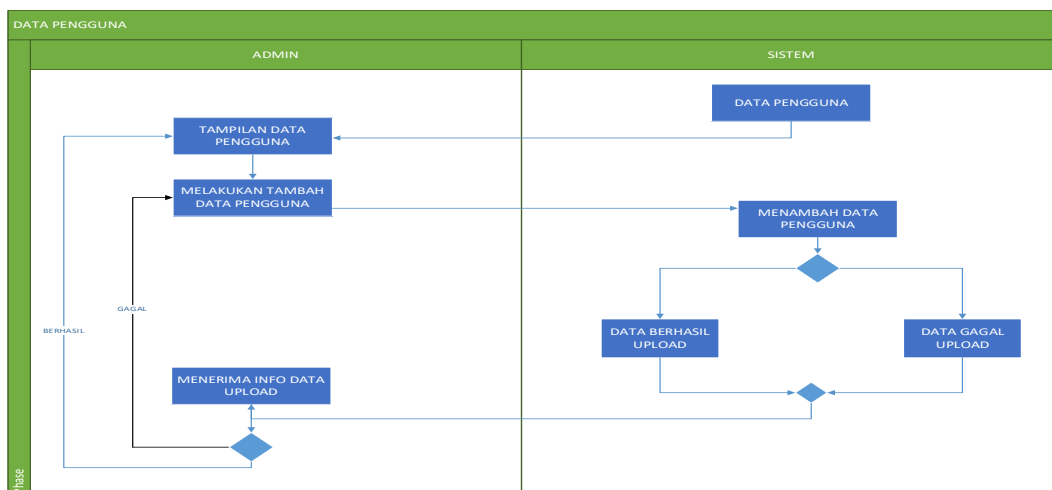 DATA PENGGUNA
ADMIN
SISTEM
DATA PENGGUNA
TAMPILAN DATA
PENGGUNA
MELAKUKAN TAMBAH
DATA PENGGUNA
MENAMBAH DATA
PENGGUNA
GAGAL
BERHASIL
DATA BERHASIL
UPLOAD
DATA GAGAL
UPLOAD
MENERIMA INFO DATA
UPLOAD
Phase